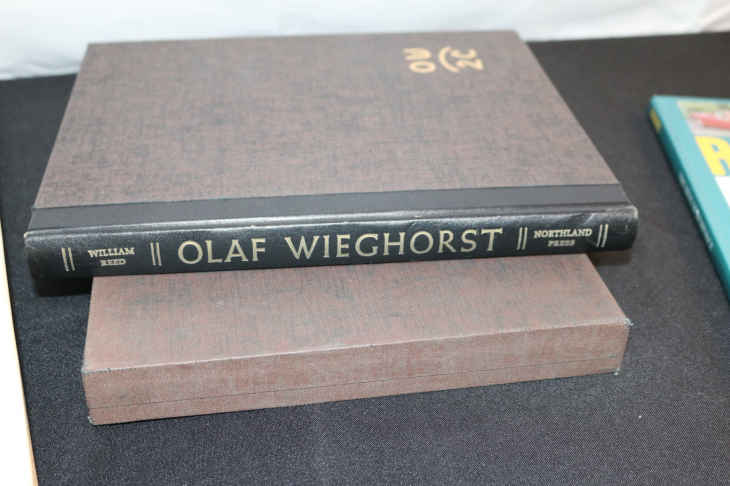 WILLIAM
REED
OLAF WIEGHORST
NORTHLAND
PRESS